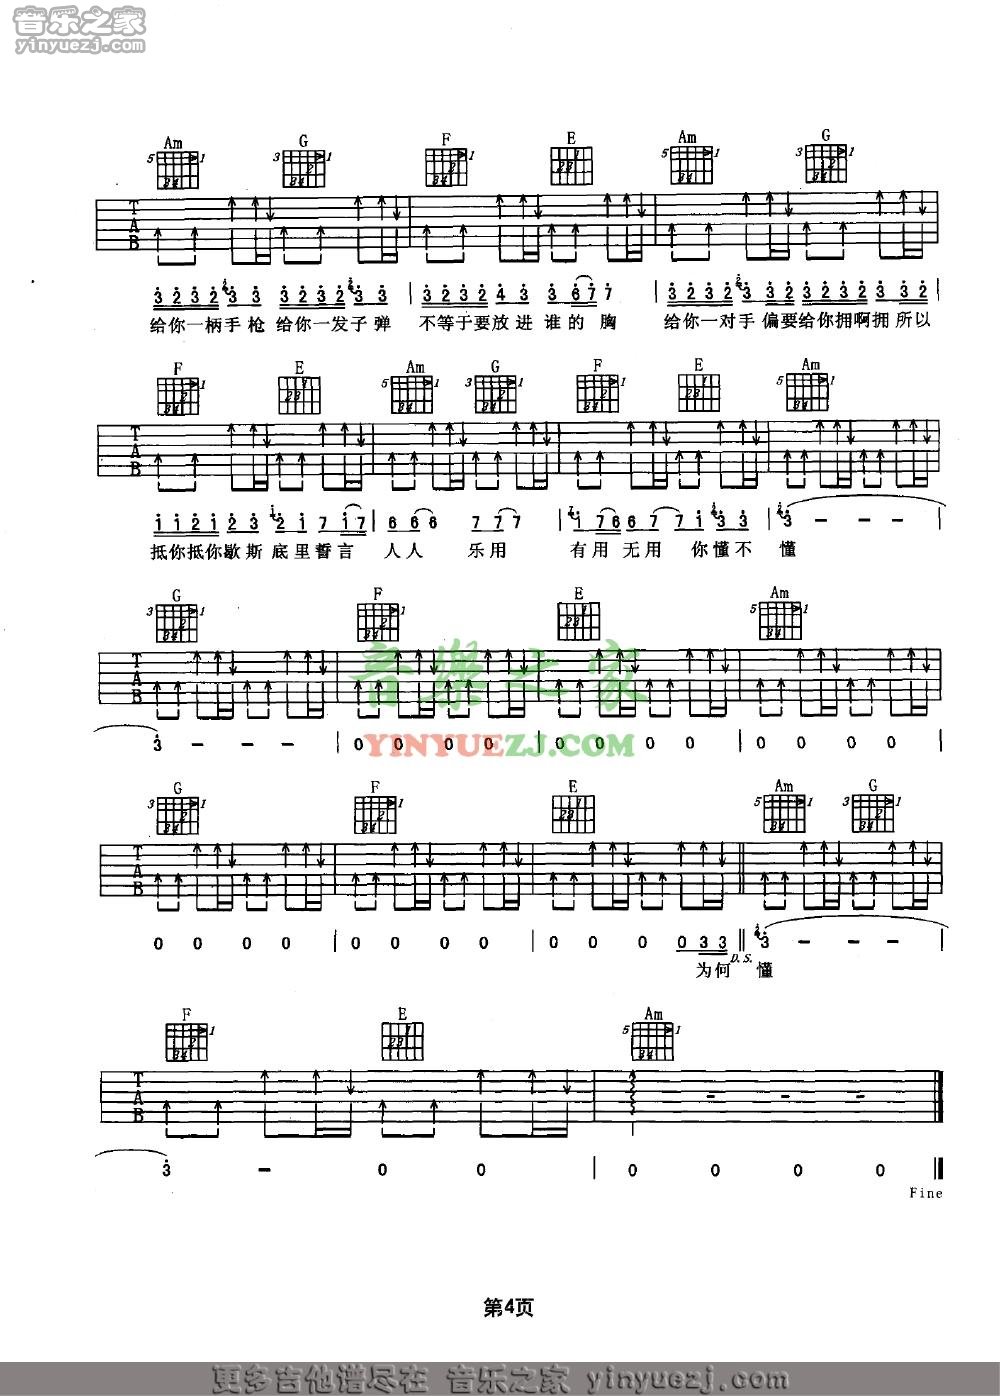 音乐之家
yinyuezj.com
Am G F E Am G
5 1 3 1 1 5 1 3 1
T A B
3 2 3 2 3 3 3 2 3 2 3 3 | 3 2 3 2 4 3 3 6 7 7 | 3 2 3 2 3 2 3 2 3 2 3 3 2
给你一柄手枪 给你一发子弹 不等于要放进谁的胸 给你一对手 偏要给你拥啊拥 所以
F E Am G F E Am
T A B
1 1 2 1 2 3 2 1 7 1 7 | 6 6 6 7 7 7 | 1 7 6 6 7 7 1 3 3 | 3 - - - |
抵你抵你歇斯 底里誓言 人人 乐用 有用 无用 你懂不 懂
G F E Am
T A B
音樂之家
YINYUEZJ.COM
3 - - - | 0 0 0 0 | 0 0 0 0 | 0 0 0 0 |
G F E Am G
T A B
0 0 0 0 | 0 0 0 0 | 0 0 0 0 3 3 || 3 - - - |
为何 D.S. 懂
F E Am
T A B
3 - 0 0 | 0 0 0 0 ||
Fine
第4页
更多吉他谱尽在 音乐之家 yinyuezj.com